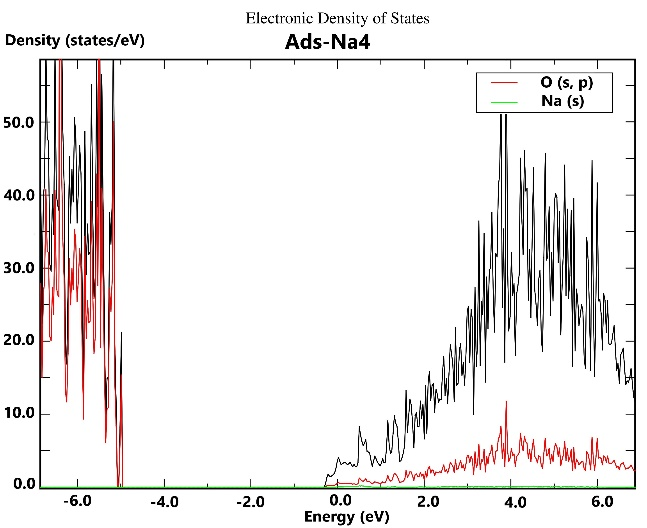 Electronic Density of States
Density (states/eV)
Ads-Na4
O (s, p)
Na (s)
50.0
40.0
30.0
20.0
10.0
0.0
-6.0 -4.0 -2.0 0.0 2.0 4.0 6.0
Energy (eV)